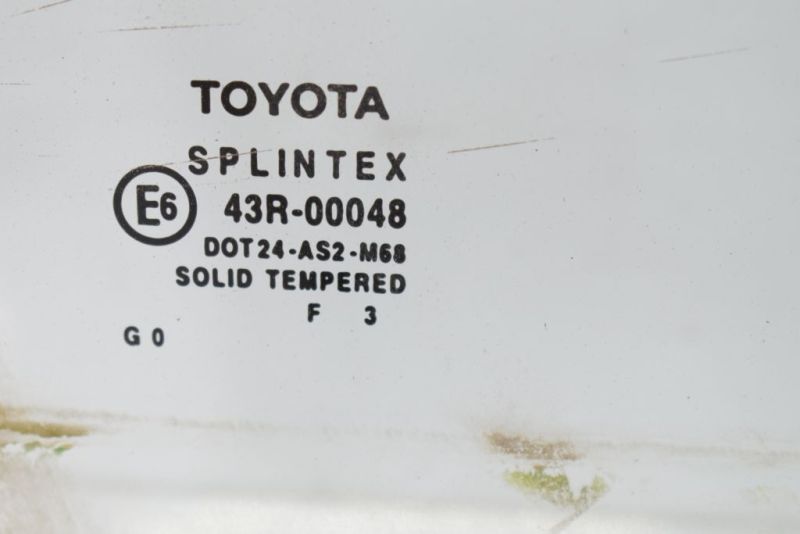 TOYOTA
SPLINTEX
E6 43R-00048
DOT24-AS2-M68
SOLID TEMPERED
F 3
G 0